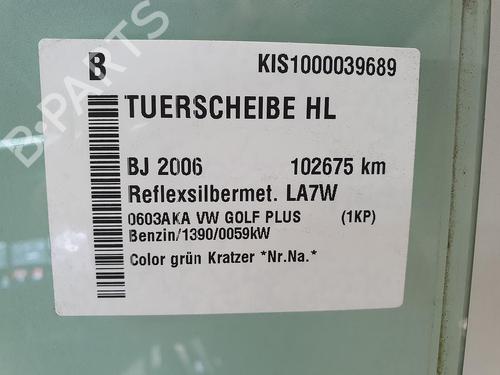 B-PARTS
B KIS1000039689
TUERSCHEIBE HL
BJ 2006 102675 km
Reflexsilbermet. LA7W
0603AKA VW GOLF PLUS (1KP)
Benzin/1390/0059kW
Color grün Kratzer *Nr.Na.*